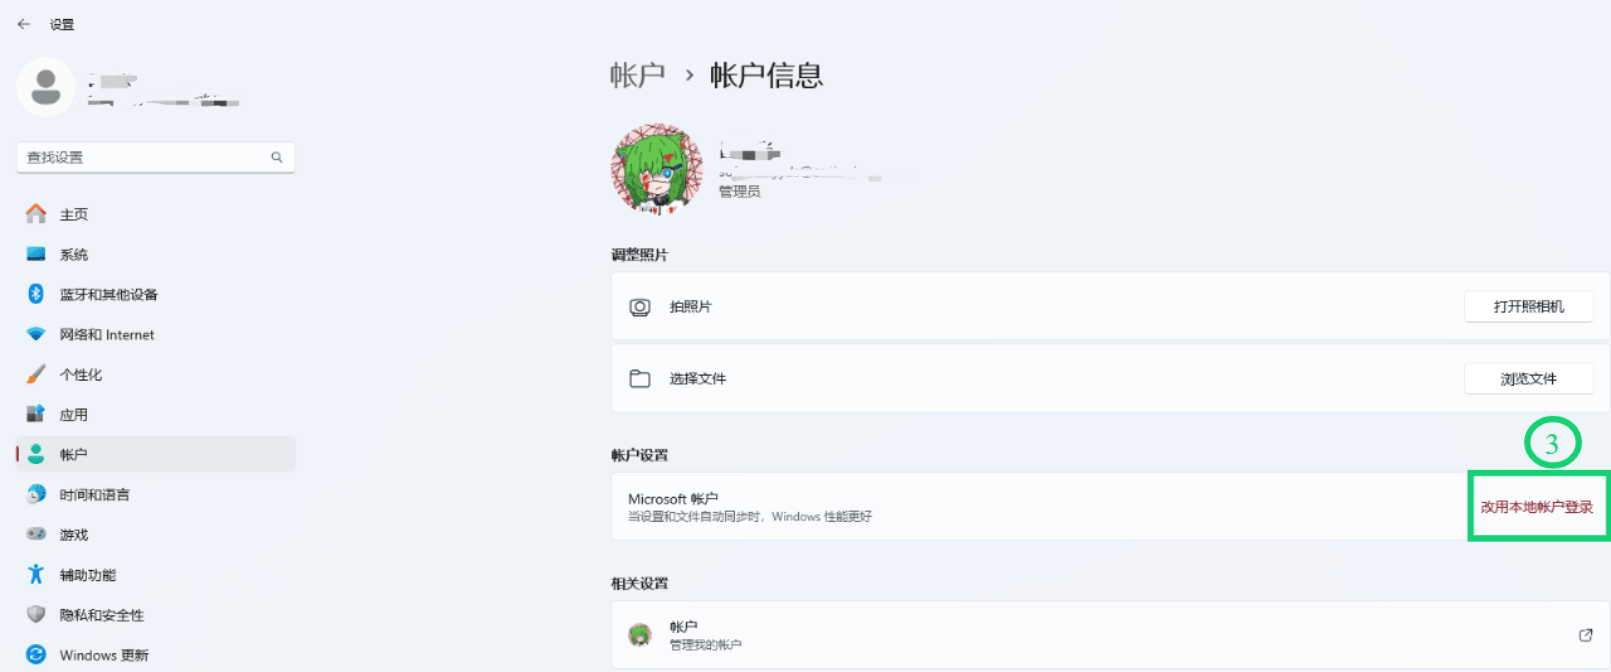 设置
查找设置
主页
系统
蓝牙和其他设备
网络和 Internet
个性化
应用
帐户
时间和语言
游戏
辅助功能
隐私和安全性
Windows 更新
帐户 › 帐户信息
管理员
调整照片
拍照片
打开照相机
选择文件
浏览文件
帐户设置
3
Microsoft 帐户
当设置和文件自动同步时，Windows 性能更好
改用本地帐户登录
相关设置
帐户
管理我的帐户